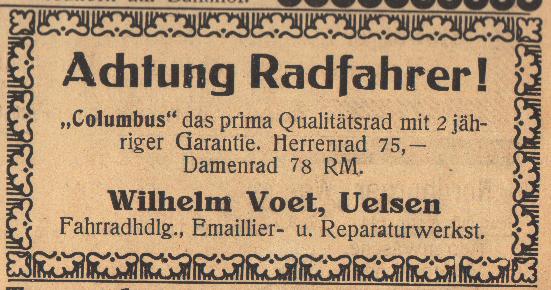 Achtung Radfahrer!
„Columbus“ das prima Qualitätsrad mit 2 jäh-
riger Garantie. Herrenrad 75,—
Damenrad 78 RM.
Wilhelm Voet, Uelsen
Fahrradhdlg., Emaillier- u. Reparaturwerkst.